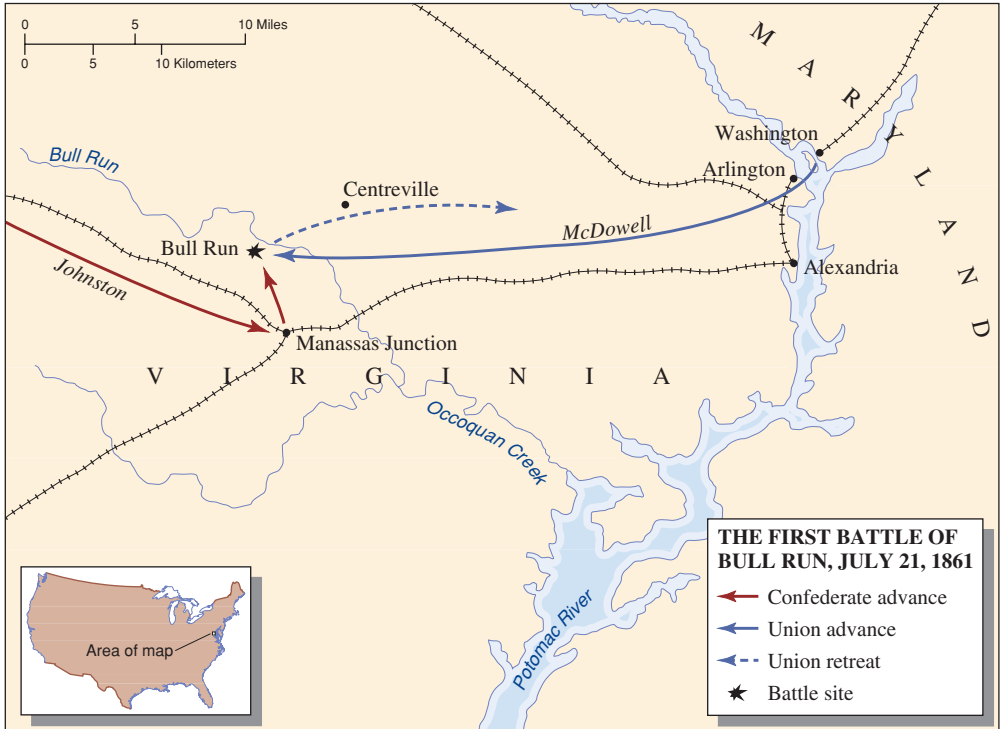 0 5 10 Miles
0 5 10 Kilometers
MARYLAND
Washington
Bull Run
Arlington
Centreville
McDowell
Bull Run
Johnston
Alexandria
Manassas Junction
VIRGINIA
Occoquan Creek
Potomac River
THE FIRST BATTLE OF
BULL RUN, JULY 21, 1861
Confederate advance
Union advance
Union retreat
Battle site
Area of map